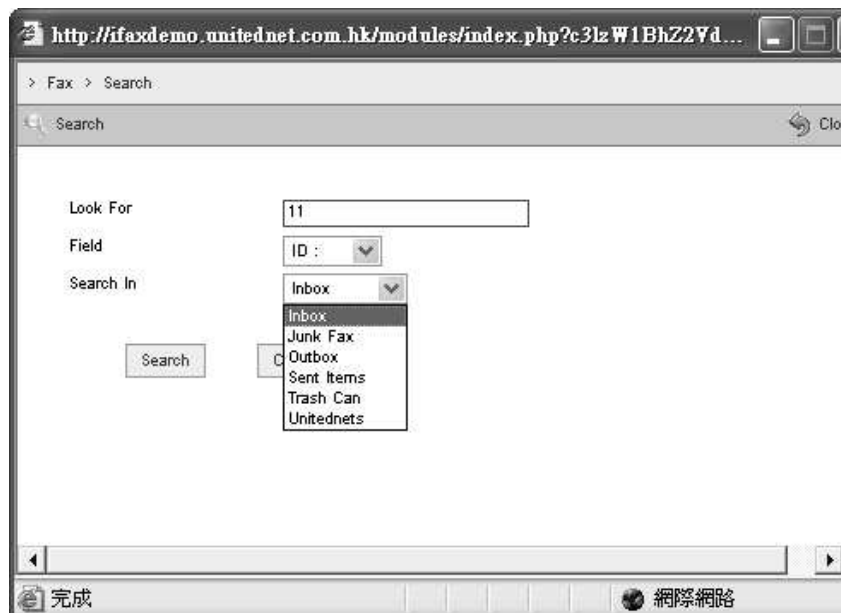 http://ifaxdemo.unitednet.com.hk/modules/index.php?c3lzW1BhZ2Vd...
> Fax > Search
Search Clo
Look For 11
Field ID :
Search In Inbox
Inbox
Junk Fax
Outbox
Sent Items
Trash Can
Unitednets
Search C
完成 網際網路